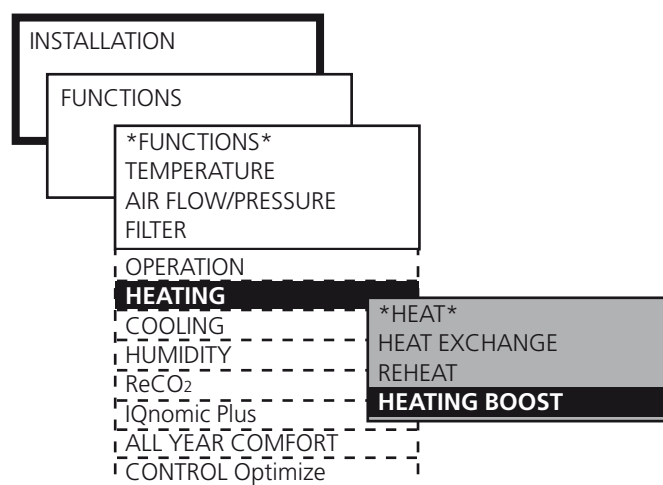 INSTALLATION
FUNCTIONS
*FUNCTIONS*
TEMPERATURE
AIR FLOW/PRESSURE
FILTER
OPERATION
HEATING
COOLING
HUMIDITY
ReCO2
IQnomic Plus
ALL YEAR COMFORT
CONTROL Optimize
*HEAT*
HEAT EXCHANGE
REHEAT
HEATING BOOST